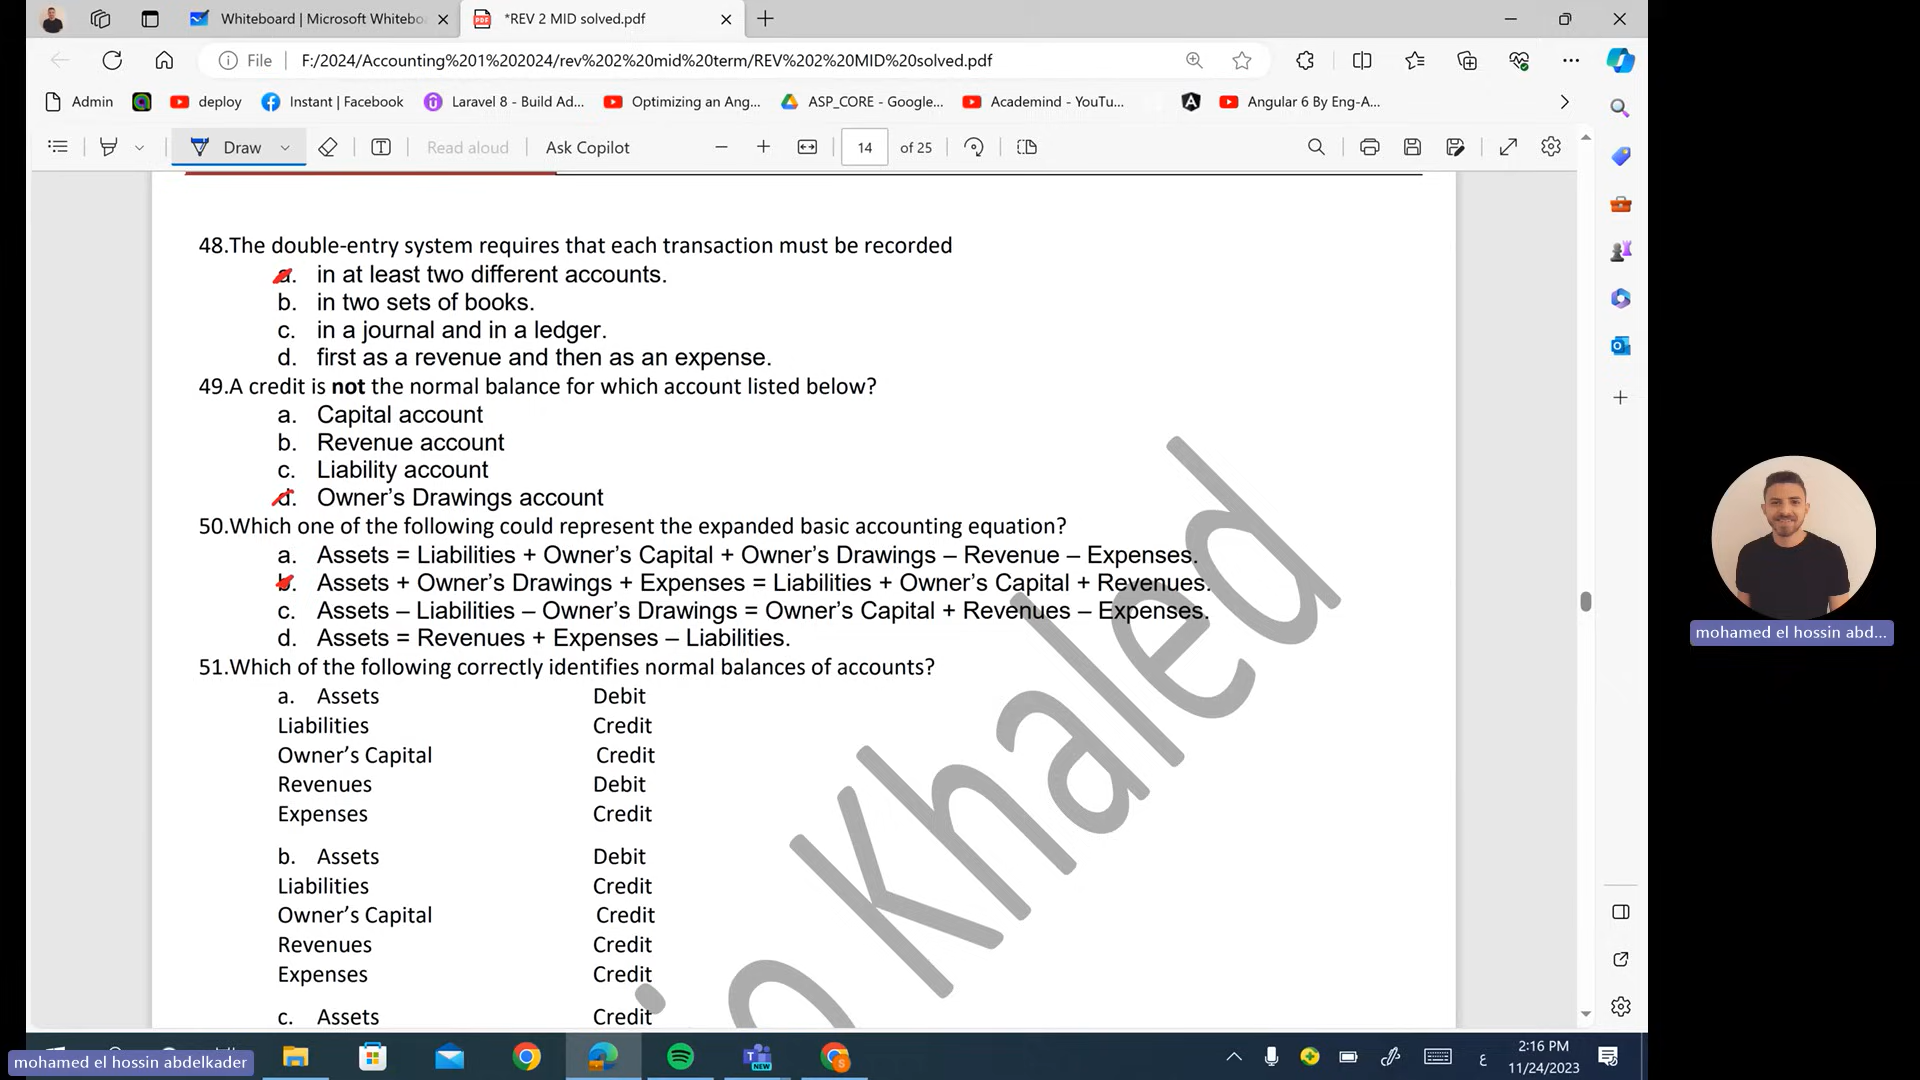 Whiteboard | Microsoft Whitebo
*REV 2 MID solved.pdf
File
F:/2024/Accounting%201%202024/rev%202%20mid%20term/REV%202%20MID%20solved.pdf
Admin
deploy
Instant | Facebook
Laravel 8 - Build Ad...
Optimizing an Ang...
ASP_CORE - Google...
Academind - YouTu...
Angular 6 By Eng-A...
Draw
Read aloud
Ask Copilot
14
of 25
48.The double-entry system requires that each transaction must be recorded
a. in at least two different accounts.
b. in two sets of books.
c. in a journal and in a ledger.
d. first as a revenue and then as an expense.
49.A credit is not the normal balance for which account listed below?
a. Capital account
b. Revenue account
c. Liability account
d. Owner’s Drawings account
50.Which one of the following could represent the expanded basic accounting equation?
a. Assets = Liabilities + Owner’s Capital + Owner’s Drawings – Revenue – Expenses.
b. Assets + Owner’s Drawings + Expenses = Liabilities + Owner’s Capital + Revenues.
c. Assets – Liabilities – Owner’s Drawings = Owner’s Capital + Revenues – Expenses.
d. Assets = Revenues + Expenses – Liabilities.
51.Which of the following correctly identifies normal balances of accounts?
a. Assets Debit
Liabilities Credit
Owner’s Capital Credit
Revenues Debit
Expenses Credit
b. Assets Debit
Liabilities Credit
Owner’s Capital Credit
Revenues Credit
Expenses Credit
c. Assets Credit
Khaled
mohamed el hossin abd...
mohamed el hossin abdelkader
NEW
ع
2:16 PM
11/24/2023